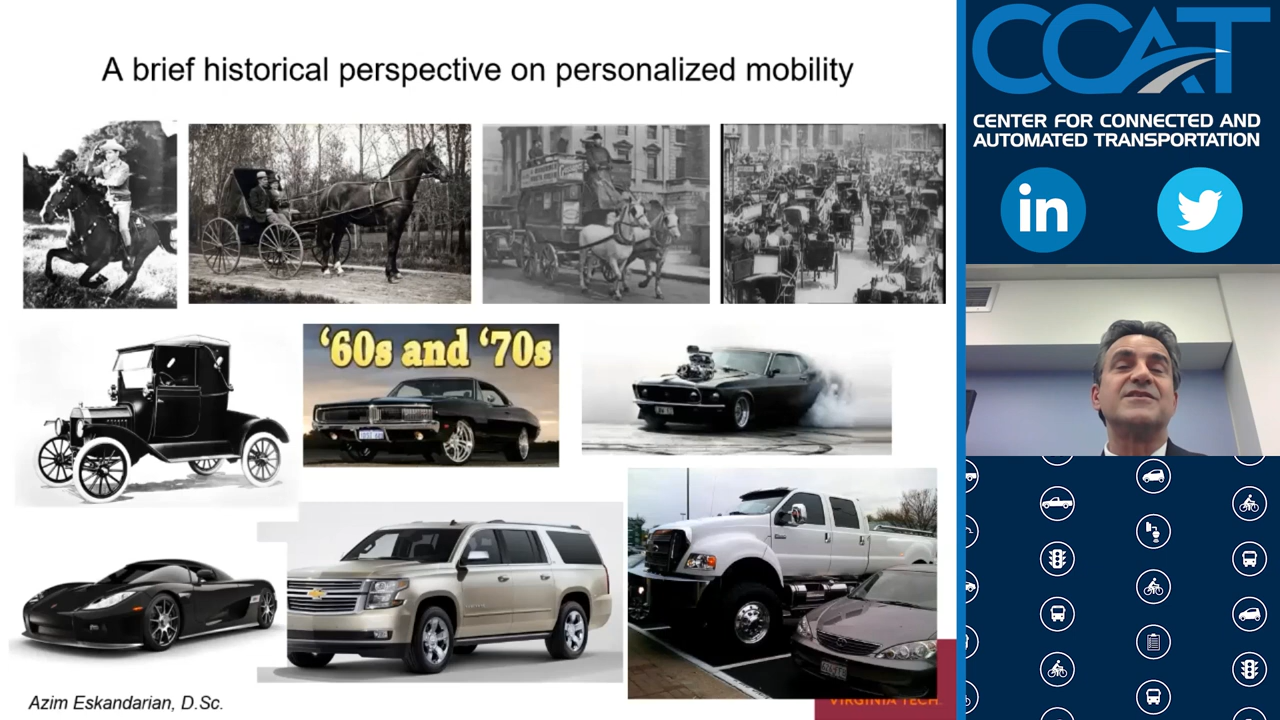 A brief historical perspective on personalized mobility
'60s and '70s
Azim Eskandarian, D.Sc.
VIRGINIA TECH
CCAT
CENTER FOR CONNECTED AND
AUTOMATED TRANSPORTATION
in